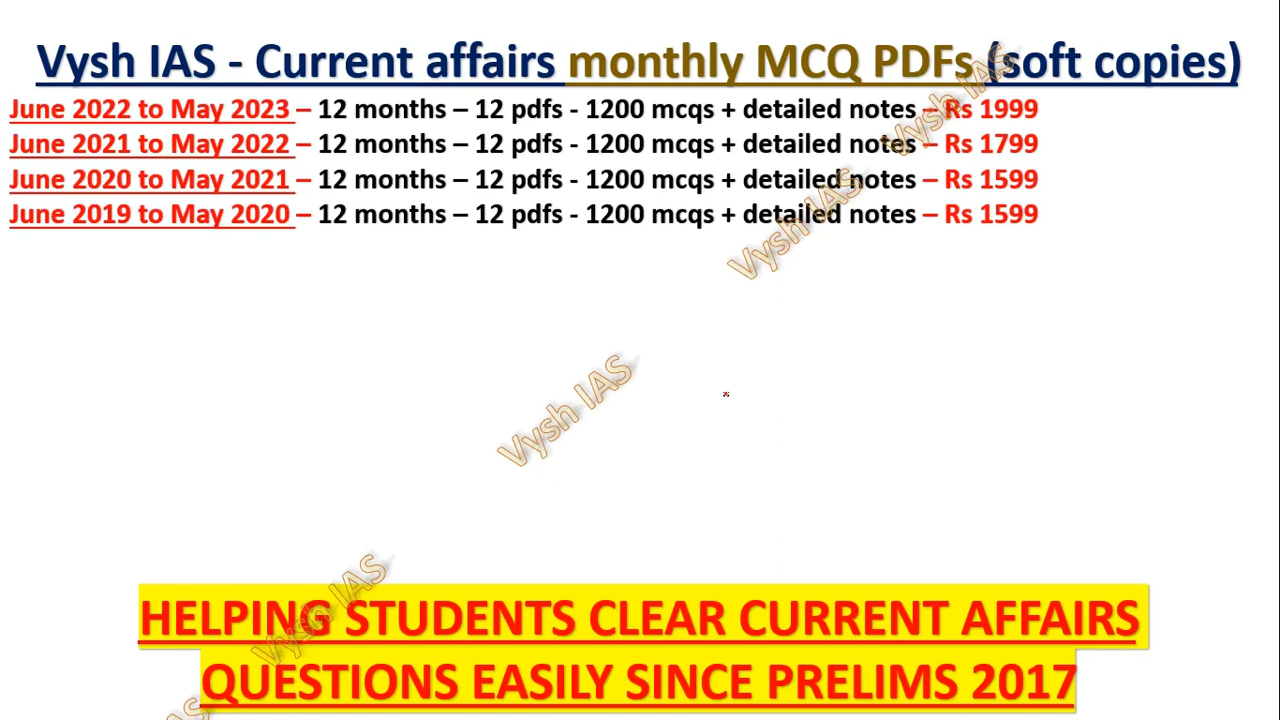 Vysh IAS - Current affairs monthly MCQ PDFs (soft copies)
June 2022 to May 2023 – 12 months – 12 pdfs - 1200 mcqs + detailed notes – Rs 1999
June 2021 to May 2022 – 12 months – 12 pdfs - 1200 mcqs + detailed notes – Rs 1799
June 2020 to May 2021 – 12 months – 12 pdfs - 1200 mcqs + detailed notes – Rs 1599
June 2019 to May 2020 – 12 months – 12 pdfs - 1200 mcqs + detailed notes – Rs 1599
Vysh IAS
Vysh IAS
Vysh IAS
Vysh IAS
IAS
HELPING STUDENTS CLEAR CURRENT AFFAIRS
QUESTIONS EASILY SINCE PRELIMS 2017